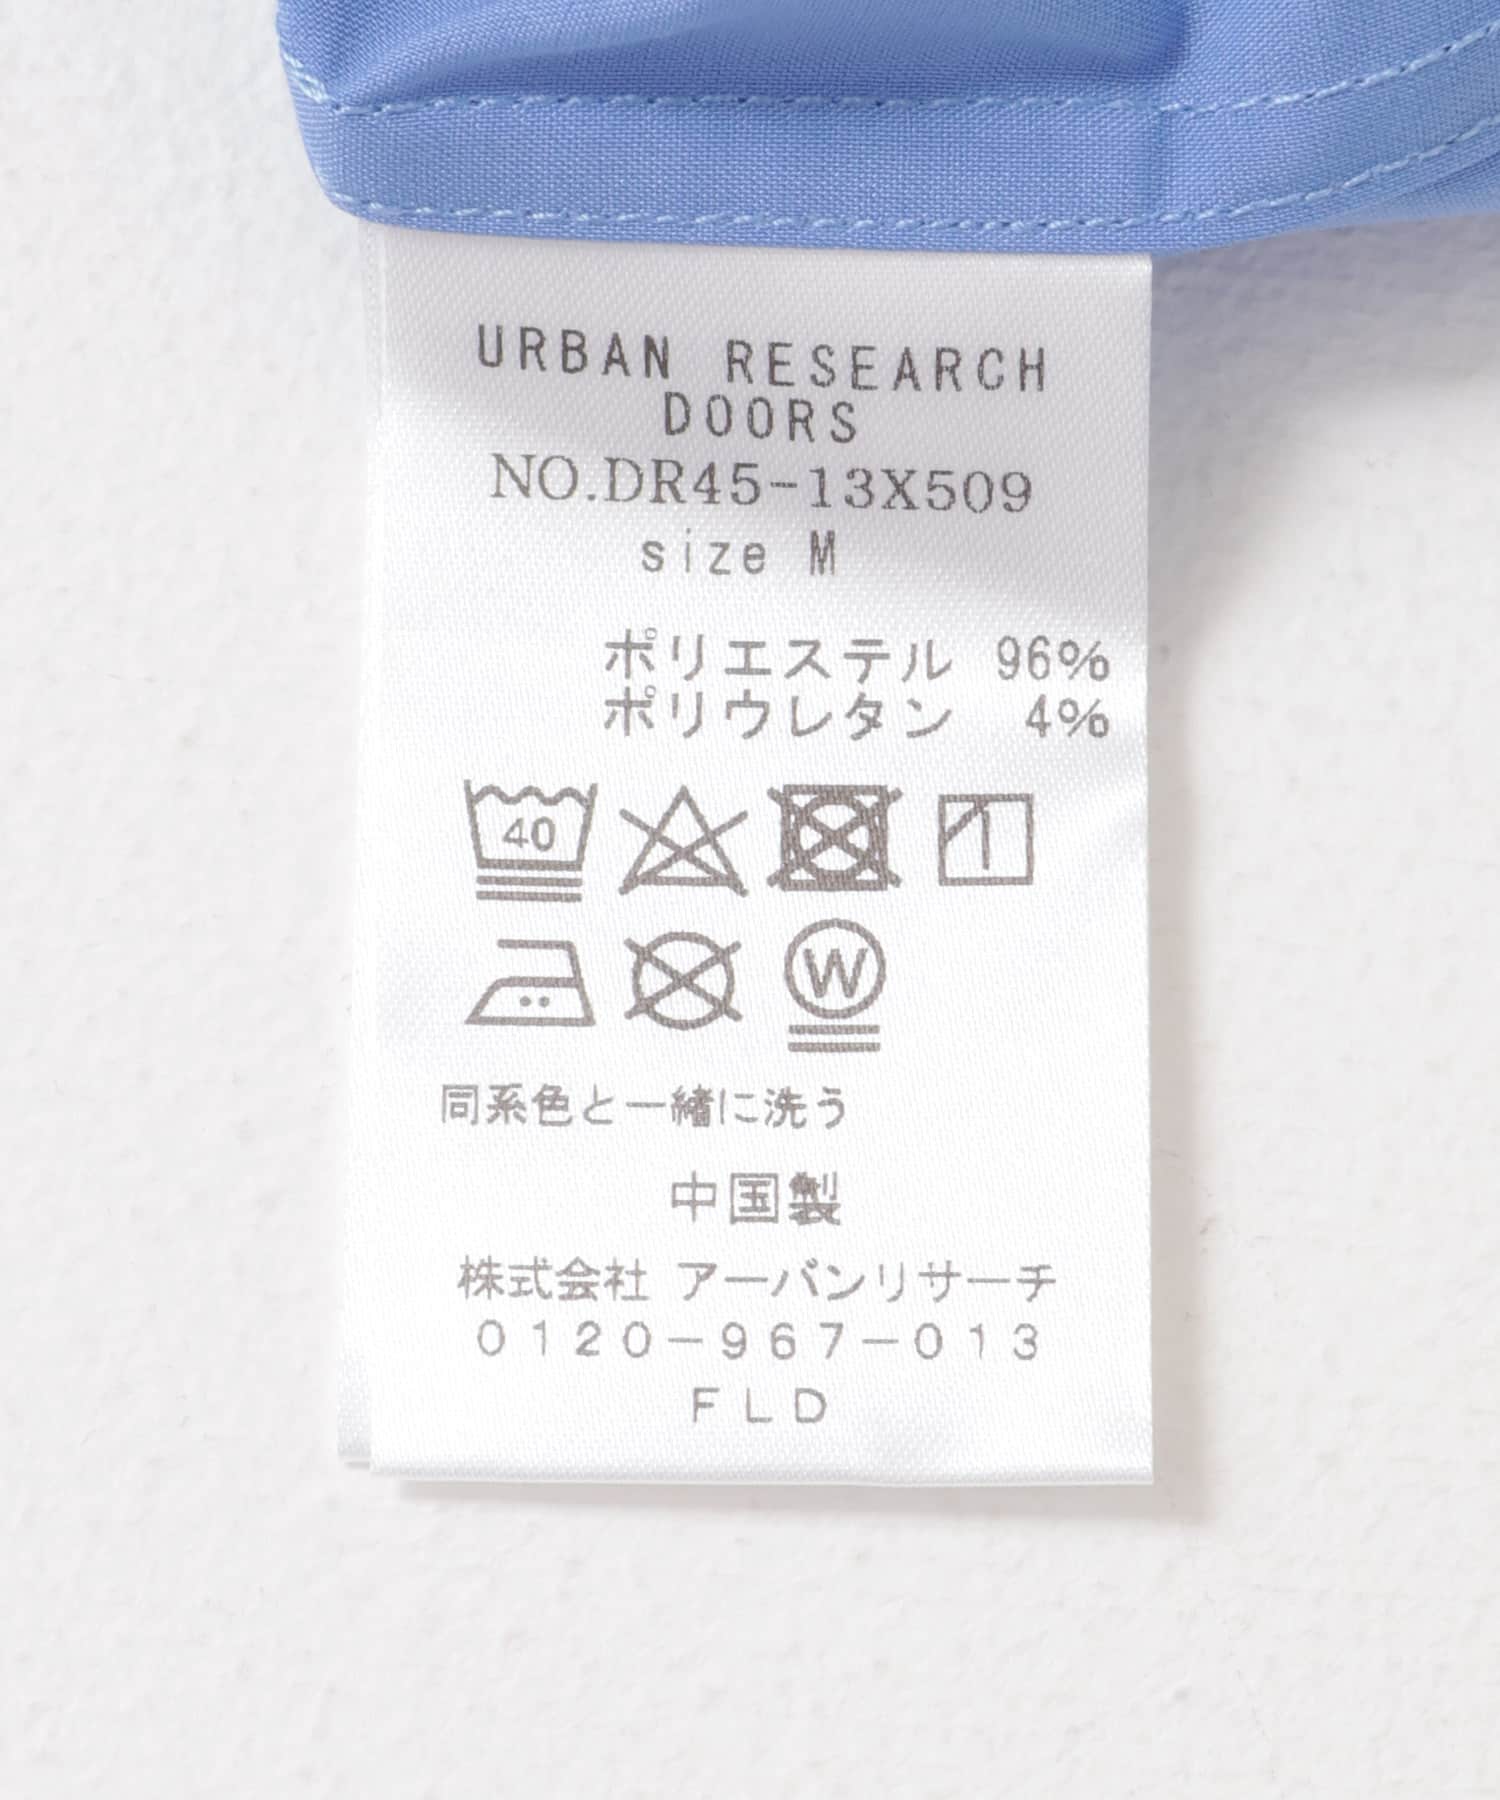 URBAN RESEARCH
DOORS
NO.DR45-13X509
size M
ポリエステル 96%
ポリウレタン 4%
40
W
同系色と一緒に洗う
中国製
株式会社 アーバンリサーチ
0120-967-013
FLD